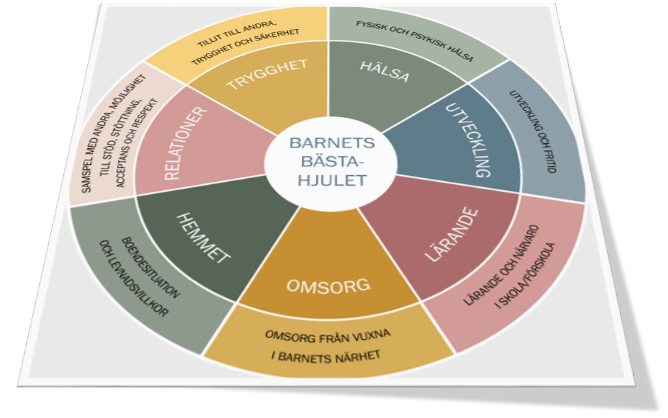 BARNETS
BÄSTA-
HJULET
TRYGGHET
TILLIT TILL ANDRA,
TRYGGHET OCH SÄKERHET
HÄLSA
FYSISK OCH PSYKISK HÄLSA
UTVECKLING
UTVECKLING OCH FRITID
LÄRANDE
LÄRANDE OCH NÄRVARO
I SKOLA/FÖRSKOLA
OMSORG
OMSORG FRÅN VUXNA
I BARNETS NÄRHET
HEMMET
BOENDESITUATION
OCH LEVNADSVILLKOR
RELATIONER
SAMSPEL MED ANDRA, MÖJLIGHET
TILL STÖD, STÖTTNING,
ACCEPTANS OCH RESPEKT